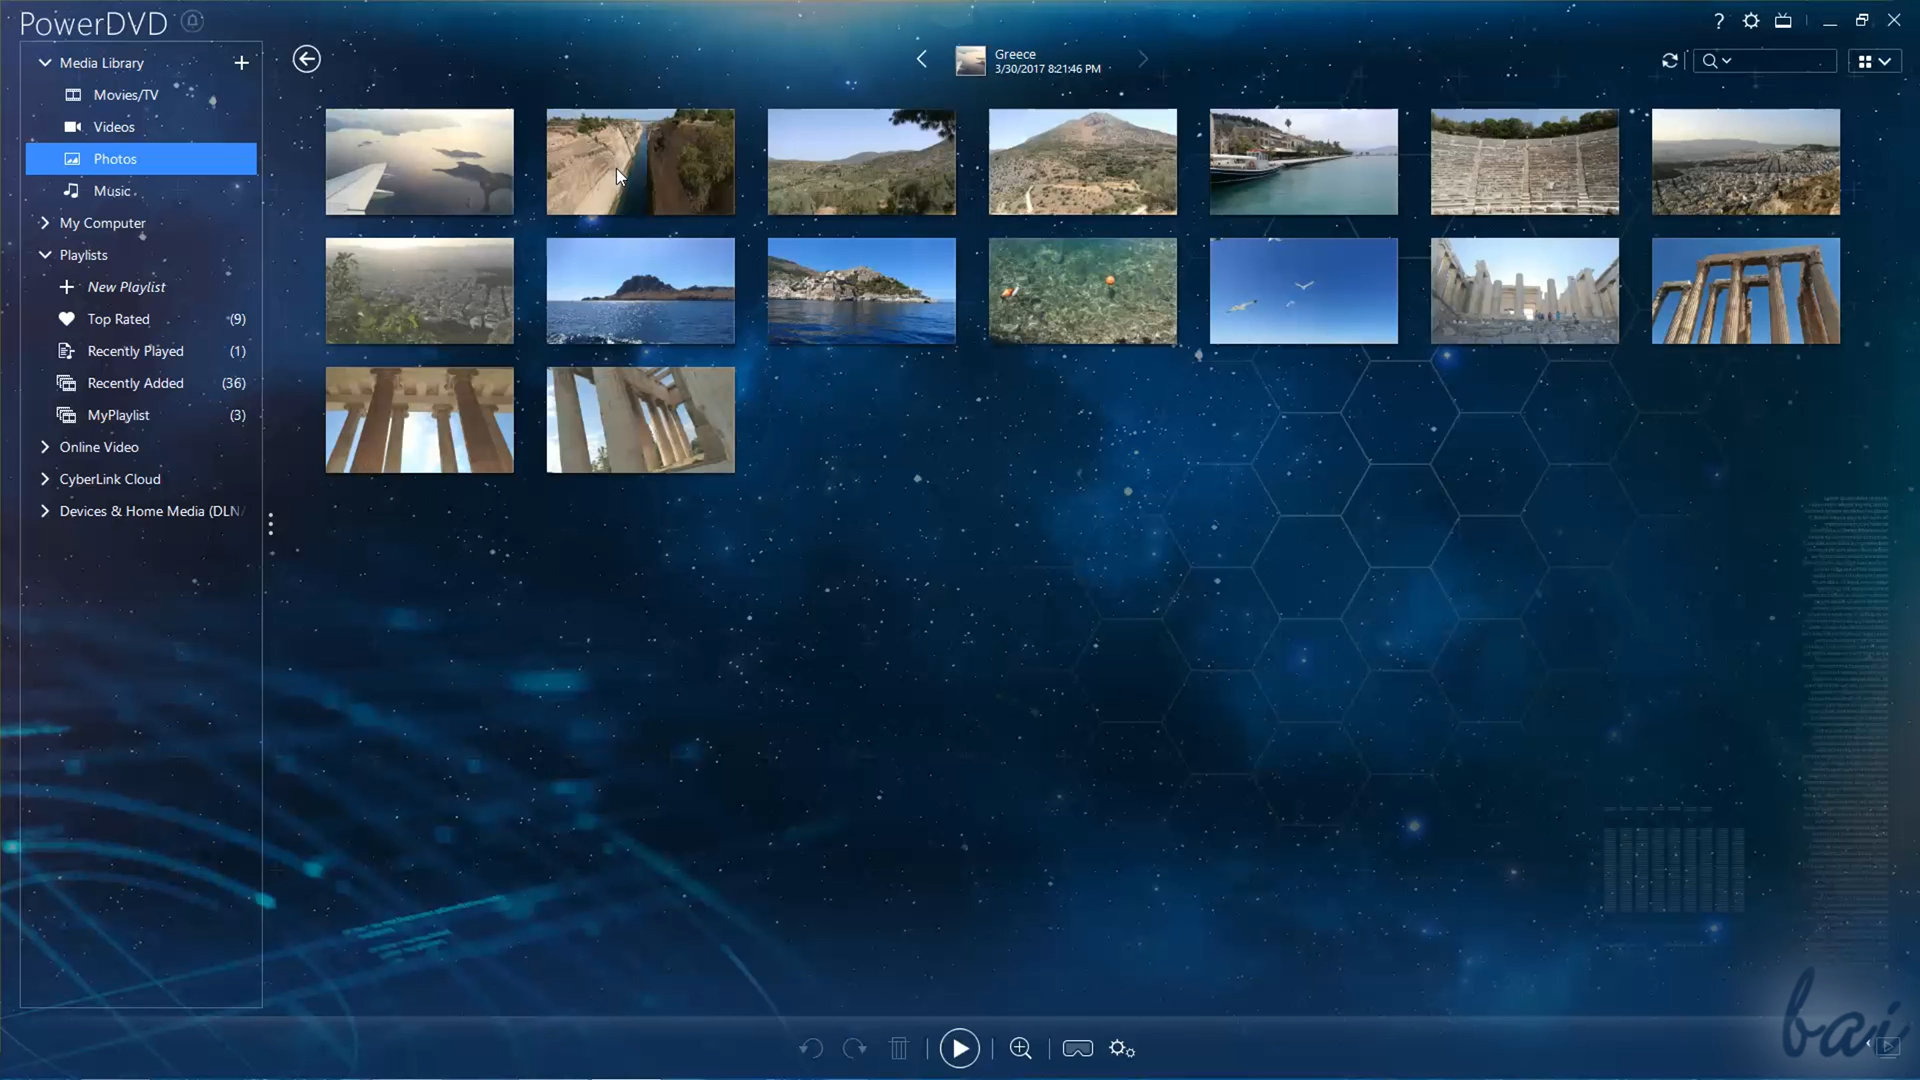 PowerDVD
Media Library
Movies/TV
Videos
Photos
Music
My Computer
Playlists
New Playlist
Top Rated (9)
Recently Played (1)
Recently Added (36)
MyPlaylist (3)
Online Video
CyberLink Cloud
Devices & Home Media (DLN
Greece
3/30/2017 8:21:46 PM
?
bai